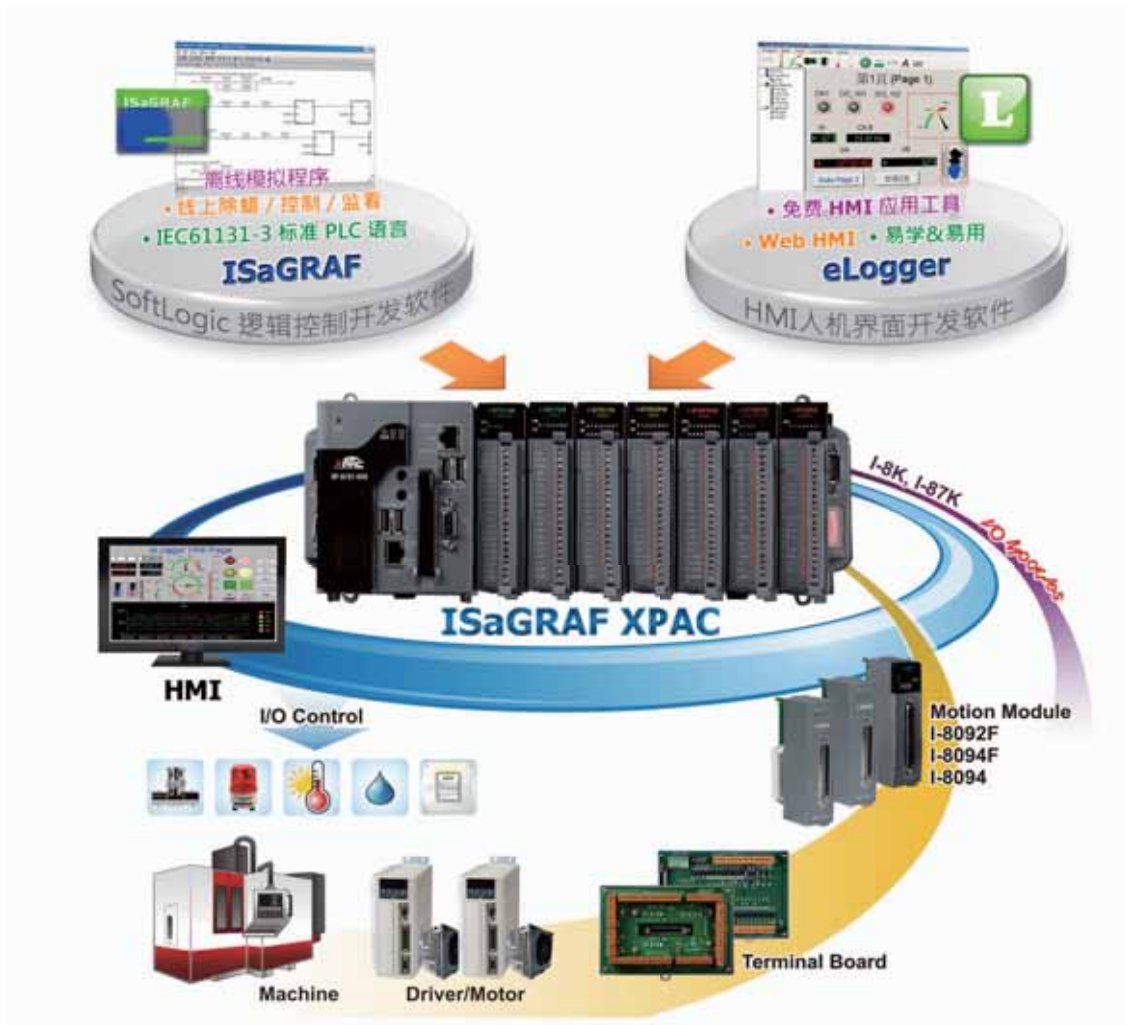 ISaGRAF
离线模拟程序
• 线上除错 / 控制 / 监看
• IEC61131-3 标准 PLC 语言
ISaGRAF
SoftLogic 逻辑控制开发软件
第1頁 (Page 1)
L
• 免费 HMI 应用工具
• Web HMI • 易学&易用
eLogger
HMI人机界面开发软件
I-8K, I-87K
I/O
eLogger HMI Page
ISaGRAF XPAC
HMI
I/O Control
Motion Module
I-8092F
I-8094F
I-8094
Machine
Driver/Motor
Terminal Board